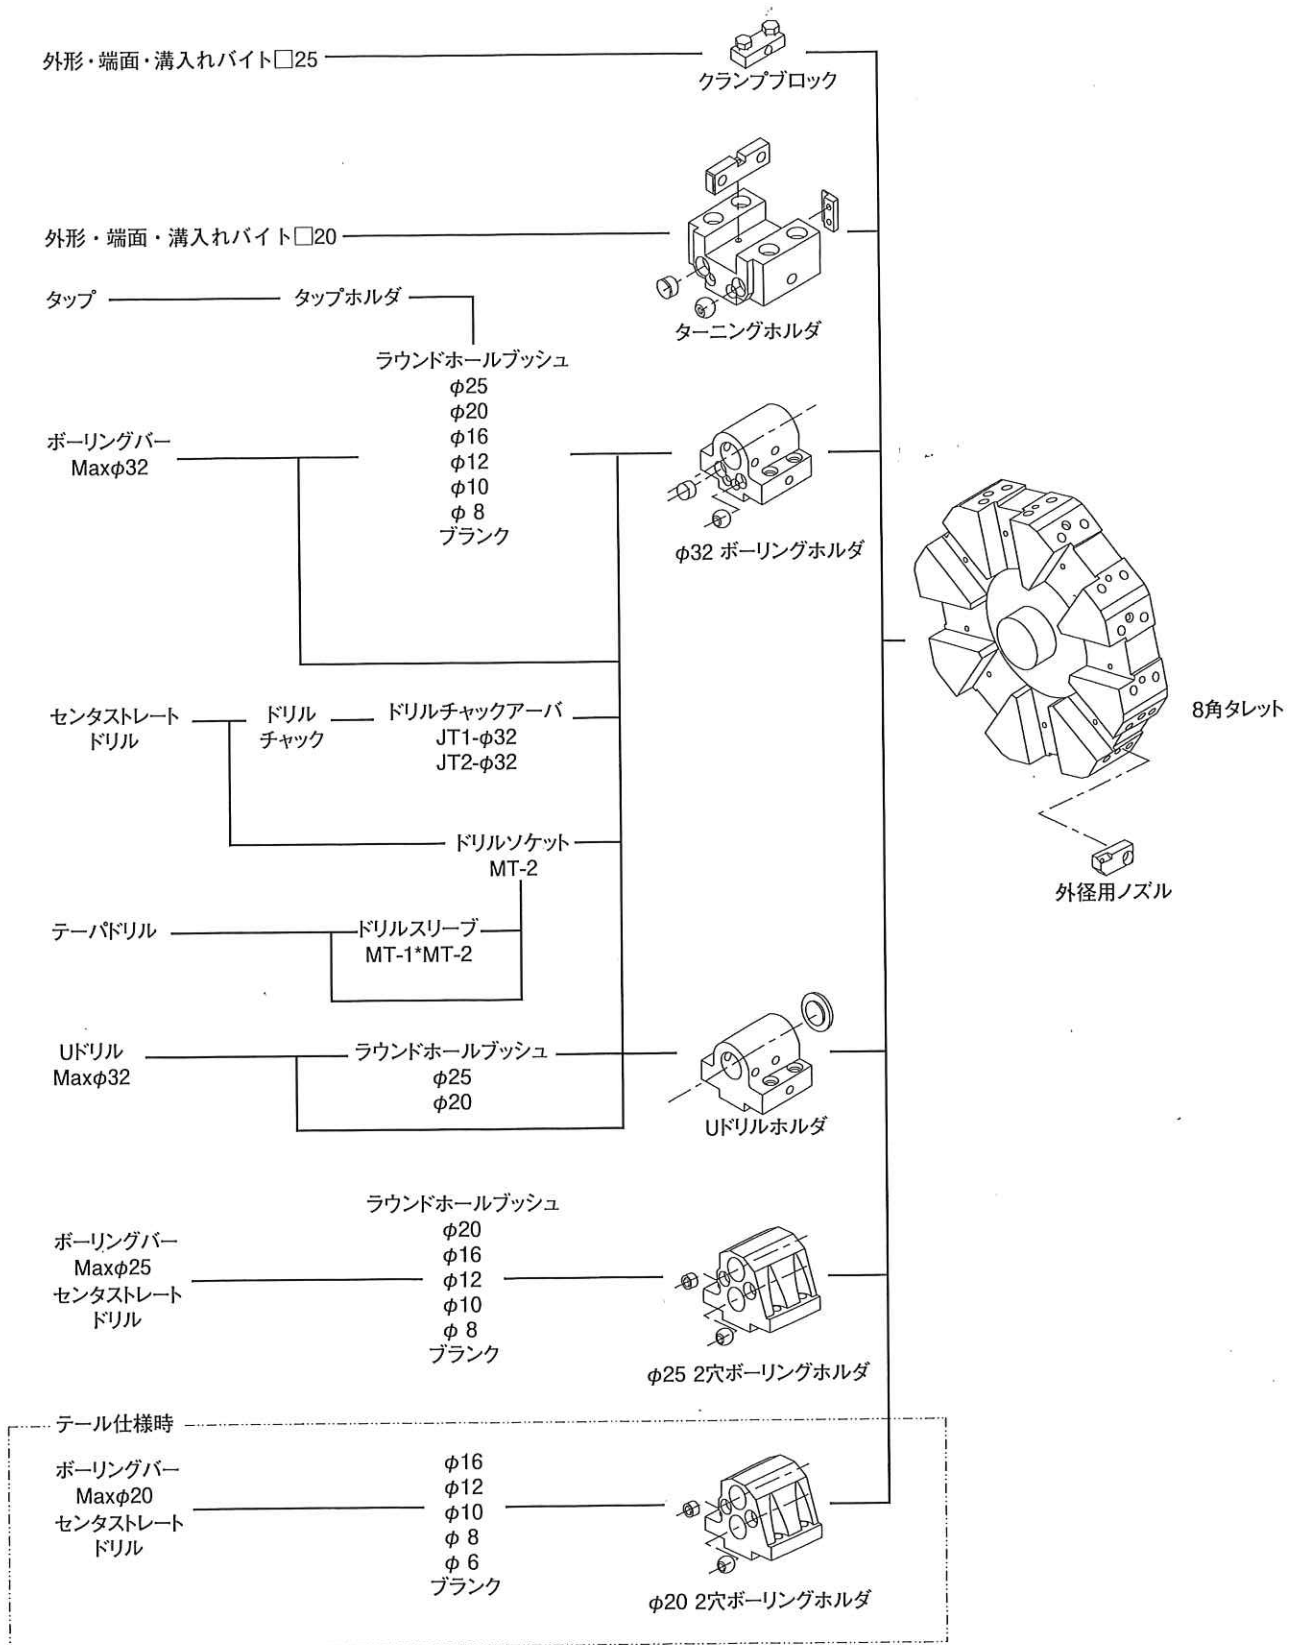 外形・端面・溝入れバイト□25
クランプブロック
外形・端面・溝入れバイト□20
ターニングホルダ
タップ
タップホルダ
ラウンドホールブッシュ
φ25
φ20
φ16
φ12
φ10
φ 8
ブランク
ボーリングバー
Maxφ32
φ32 ボーリングホルダ
8角タレット
外径用ノズル
センタストレート
ドリル
ドリル
チャック
ドリルチャックアーバ
JT1-φ32
JT2-φ32
ドリルソケット
MT-2
テーパドリル
ドリルスリーブ
MT-1*MT-2
Uドリル
Maxφ32
ラウンドホールブッシュ
φ25
φ20
Uドリルホルダ
ボーリングバー
Maxφ25
センタストレート
ドリル
ラウンドホールブッシュ
φ20
φ16
φ12
φ10
φ 8
ブランク
φ25 2穴ボーリングホルダ
テール仕様時
ボーリングバー
Maxφ20
センタストレート
ドリル
φ16
φ12
φ10
φ 8
φ 6
ブランク
φ20 2穴ボーリングホルダ